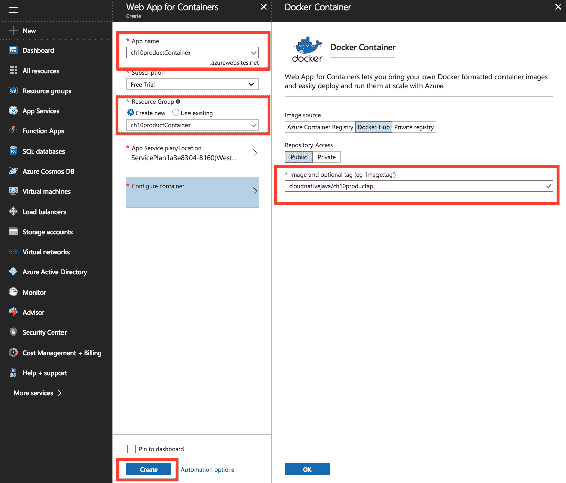 New
Dashboard
All resources
Resource groups
App Services
Function Apps
SQL databases
Azure Cosmos DB
Virtual machines
Load balancers
Storage accounts
Virtual networks
Azure Active Directory
Monitor
Advisor
Security Center
Cost Management + Billing
Help + support
More services
Web App for Containers
Create
* App name
ch10productContainer
.azurewebsites.net
* Subscription
Free Trial
* Resource Group
Create new Use existing
ch10productContainer
* App Service plan/Location
ServicePlan1a3e8304-8160(West...
* Configure container
Pin to dashboard
Create Automation options
Docker Container
docker
Docker Container
Web App for Containers lets you bring your own Docker formatted container images
and easily deploy and run them at scale with Azure.
Image source
Azure Container Registry Docker Hub Private registry
Repository Access
Public Private
* Image and optional tag (eg 'image:tag')
cloudnativejava/ch10productapi
OK